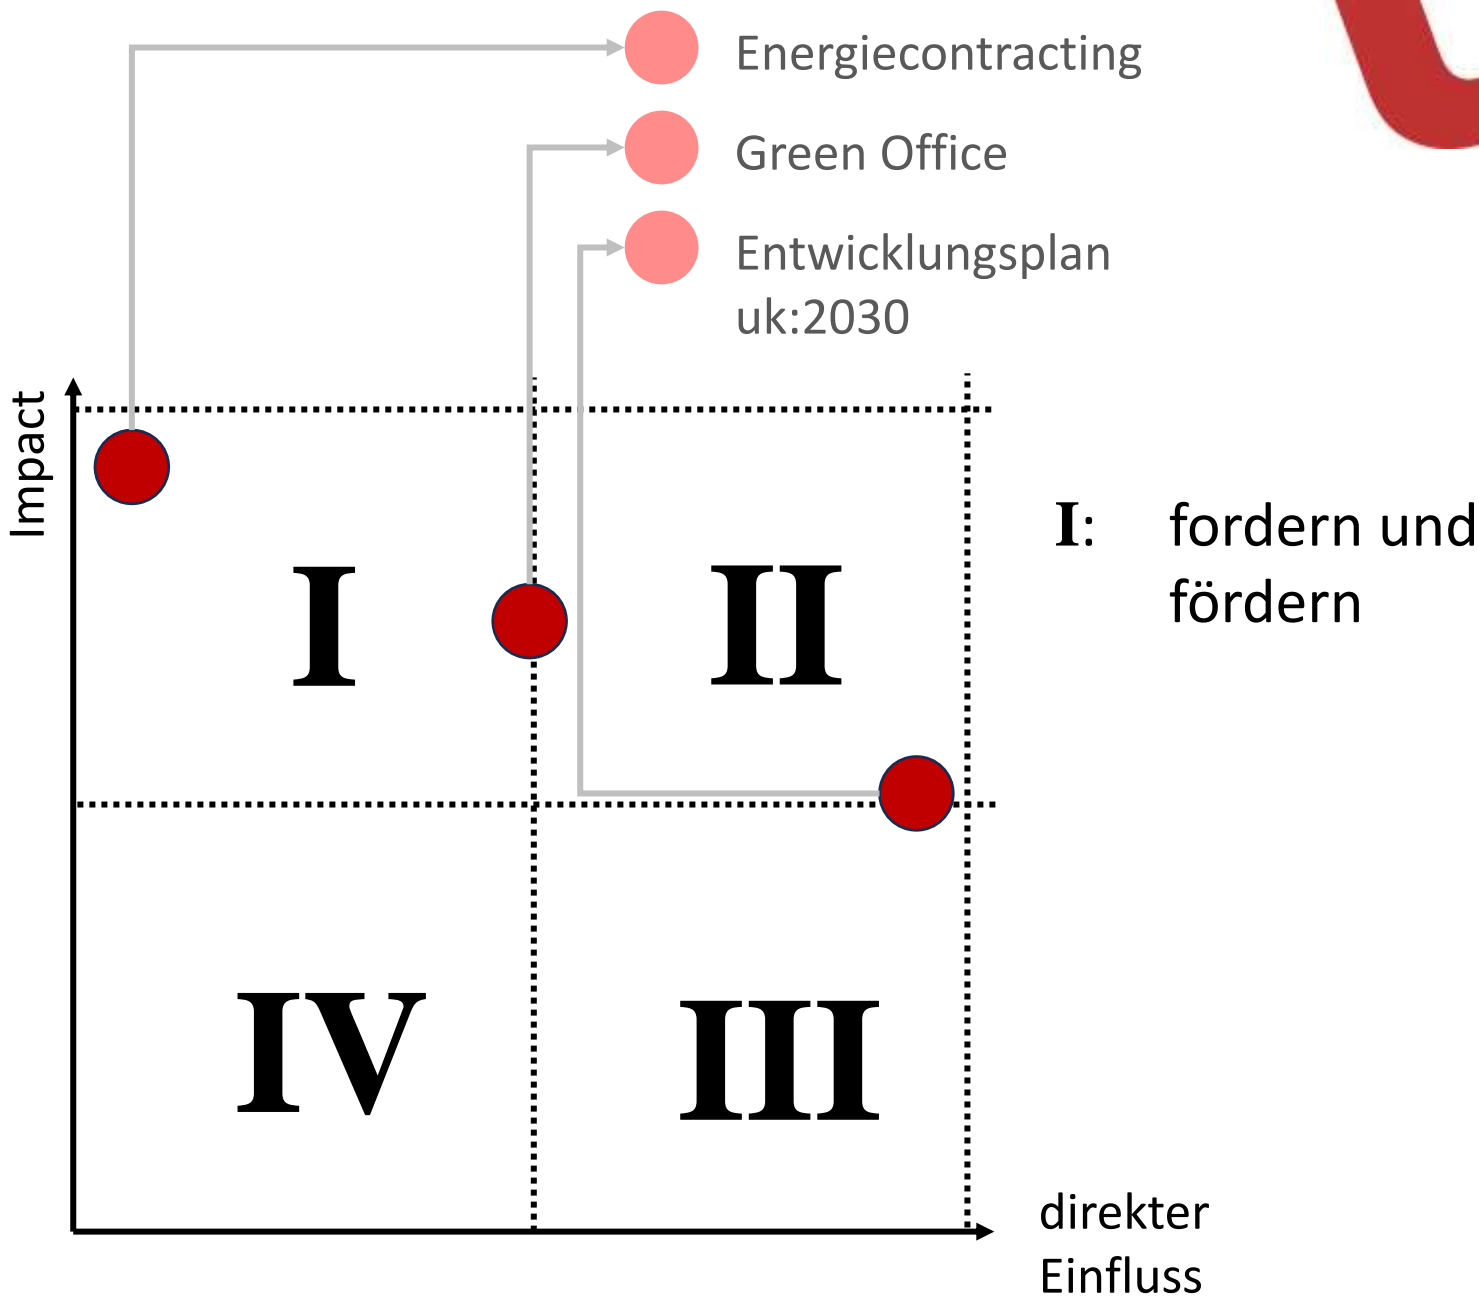 Energiecontracting
Green Office
Entwicklungsplan
uk:2030
Impact
I: fordern und
fördern
I
II
IV
III
direkter
Einfluss